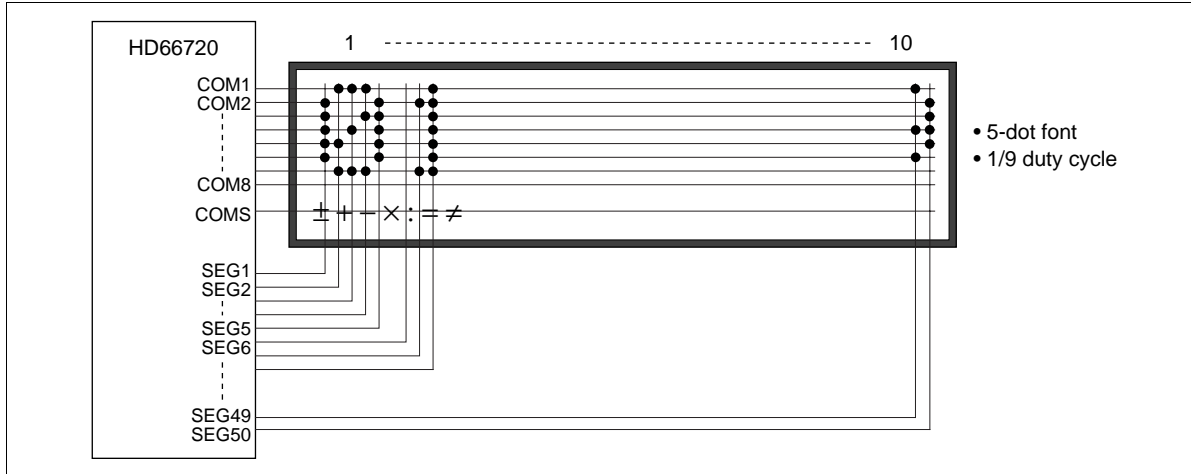 HD66720
1 10
COM1
COM2
COM8
COMS
± + − × : = ≠
SEG1
SEG2
SEG5
SEG6
SEG49
SEG50
• 5-dot font
• 1/9 duty cycle